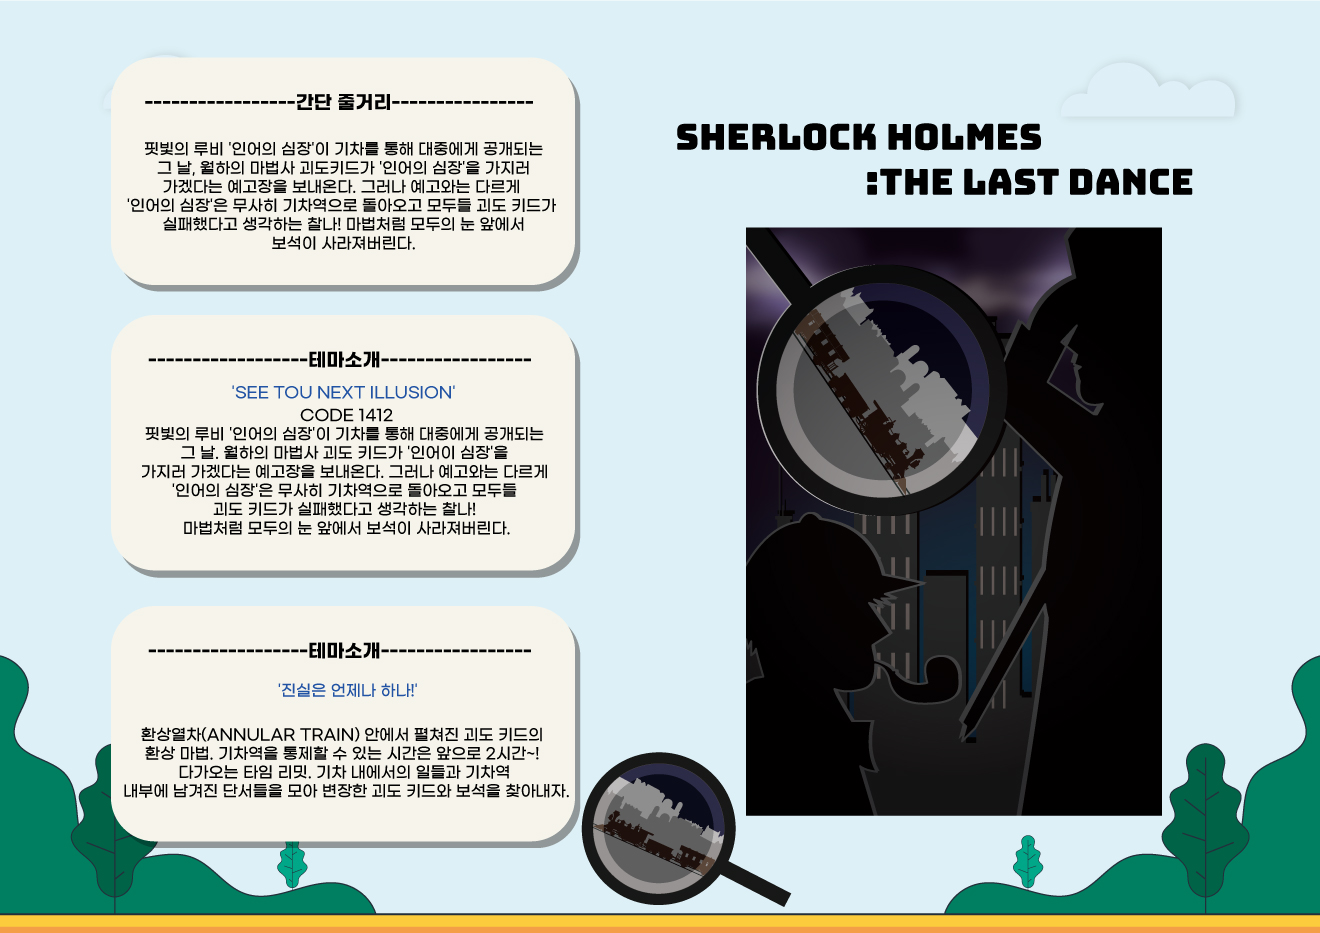 -----------------간단 줄거리----------------
핏빛의 루비 '인어의 심장'이 기차를 통해 대중에게 공개되는
그 날, 월하의 마법사 괴도키드가 '인어의 심장'을 가지러
가겠다는 예고장을 보내온다. 그러나 예고와는 다르게
'인어의 심장'은 무사히 기차역으로 돌아오고 모두들 괴도 키드가
실패했다고 생각하는 찰나! 마법처럼 모두의 눈 앞에서
보석이 사라져버린다.
------------------테마소개-----------------
'SEE TOU NEXT ILLUSION'
CODE 1412
핏빛의 루비 '인어의 심장'이 기차를 통해 대중에게 공개되는
그 날. 월하의 마법사 괴도 키드가 '인어이 심장'을
가지러 가겠다는 예고장을 보내온다. 그러나 예고와는 다르게
'인어의 심장'은 무사히 기차역으로 돌아오고 모두들
괴도 키드가 실패했다고 생각하는 찰나!
마법처럼 모두의 눈 앞에서 보석이 사라져버린다.
------------------테마소개-----------------
'진실은 언제나 하나!'
환상열차(ANNULAR TRAIN) 안에서 펼쳐진 괴도 키드의
환상 마법. 기차역을 통제할 수 있는 시간은 앞으로 2시간~!
다가오는 타임 리밋. 기차 내에서의 일들과 기차역
내부에 남겨진 단서들을 모아 변장한 괴도 키드와 보석을 찾아내자.
SHERLOCK HOLMES
:THE LAST DANCE